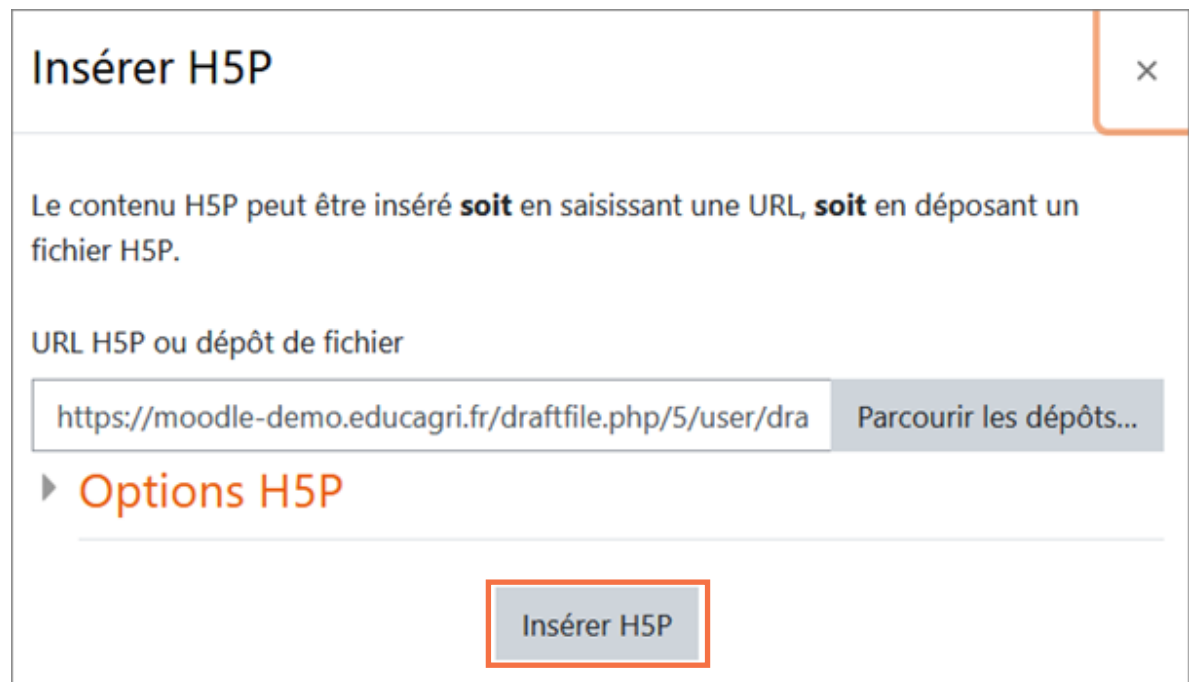 Insérer H5P
×
Le contenu H5P peut être inséré soit en saisissant une URL, soit en déposant un
fichier H5P.
URL H5P ou dépôt de fichier
https://moodle-demo.educagri.fr/draftfile.php/5/user/dra
Parcourir les dépôts...
Options H5P
Insérer H5P